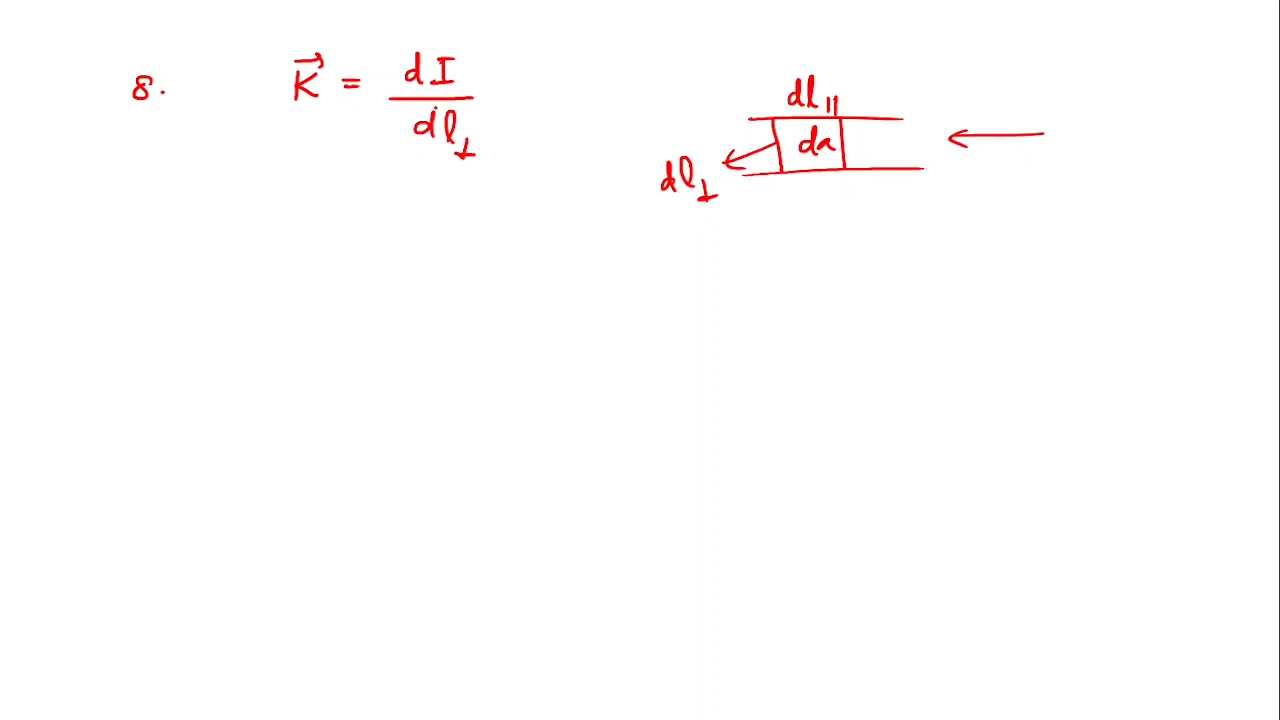 8. K⃗ = dI / dl⊥
dl||
da
dl⊥